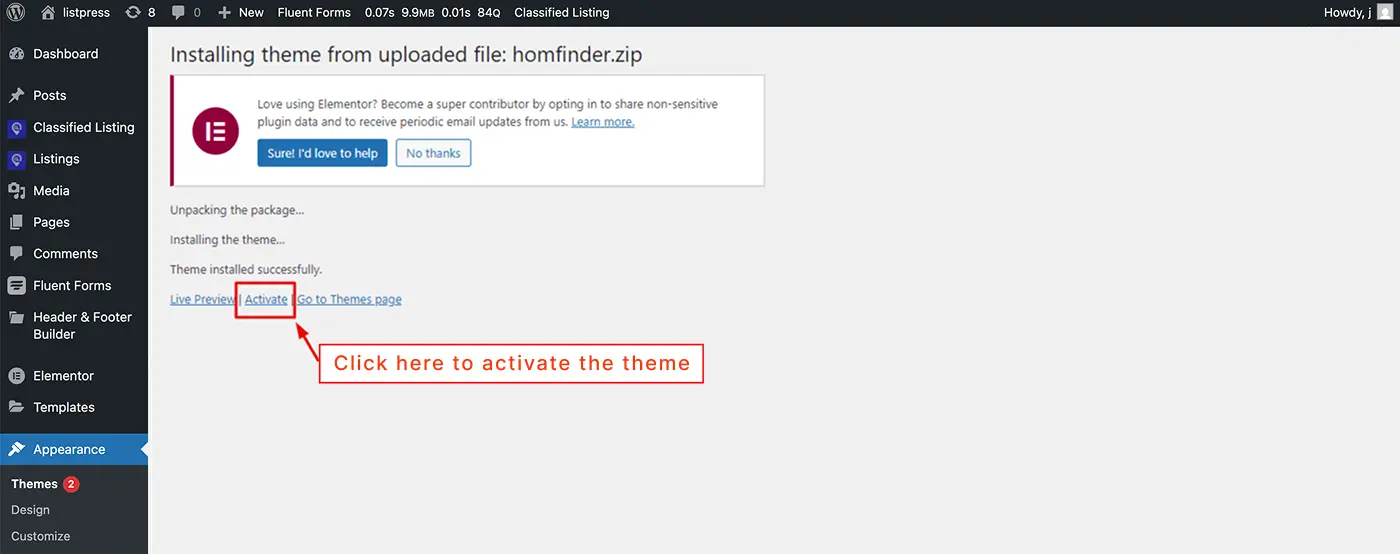 listpress 8 0 New Fluent Forms 0.07s 9.9MB 0.01s 84Q Classified Listing Howdy, j
Dashboard
Posts
Classified Listing
Listings
Media
Pages
Comments
Fluent Forms
Header & Footer
Builder
Elementor
Templates
Appearance
Themes 2
Design
Customize
Installing theme from uploaded file: homfinder.zip
Love using Elementor? Become a super contributor by opting in to share non-sensitive
plugin data and to receive periodic email updates from us. Learn more.
Sure! I'd love to help No thanks
Unpacking the package...
Installing the theme...
Theme installed successfully.
Live Preview | Activate | Go to Themes page
Click here to activate the theme